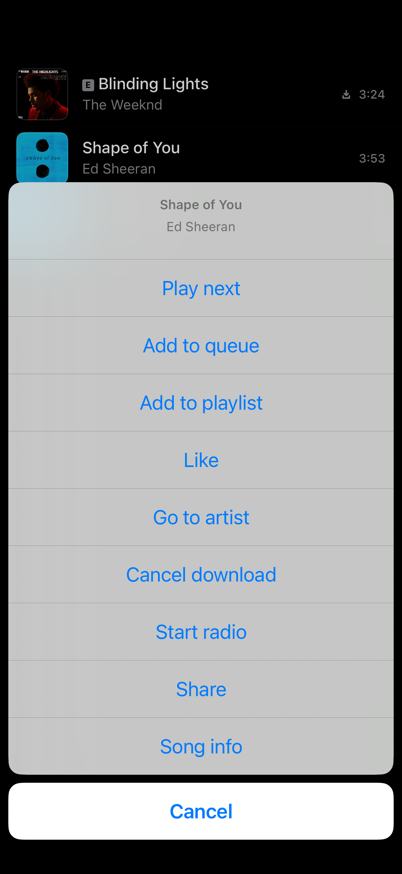 E Blinding Lights
The Weeknd
3:24
Shape of You
Ed Sheeran
3:53
Shape of You
Ed Sheeran
Play next
Add to queue
Add to playlist
Like
Go to artist
Cancel download
Start radio
Share
Song info
Cancel